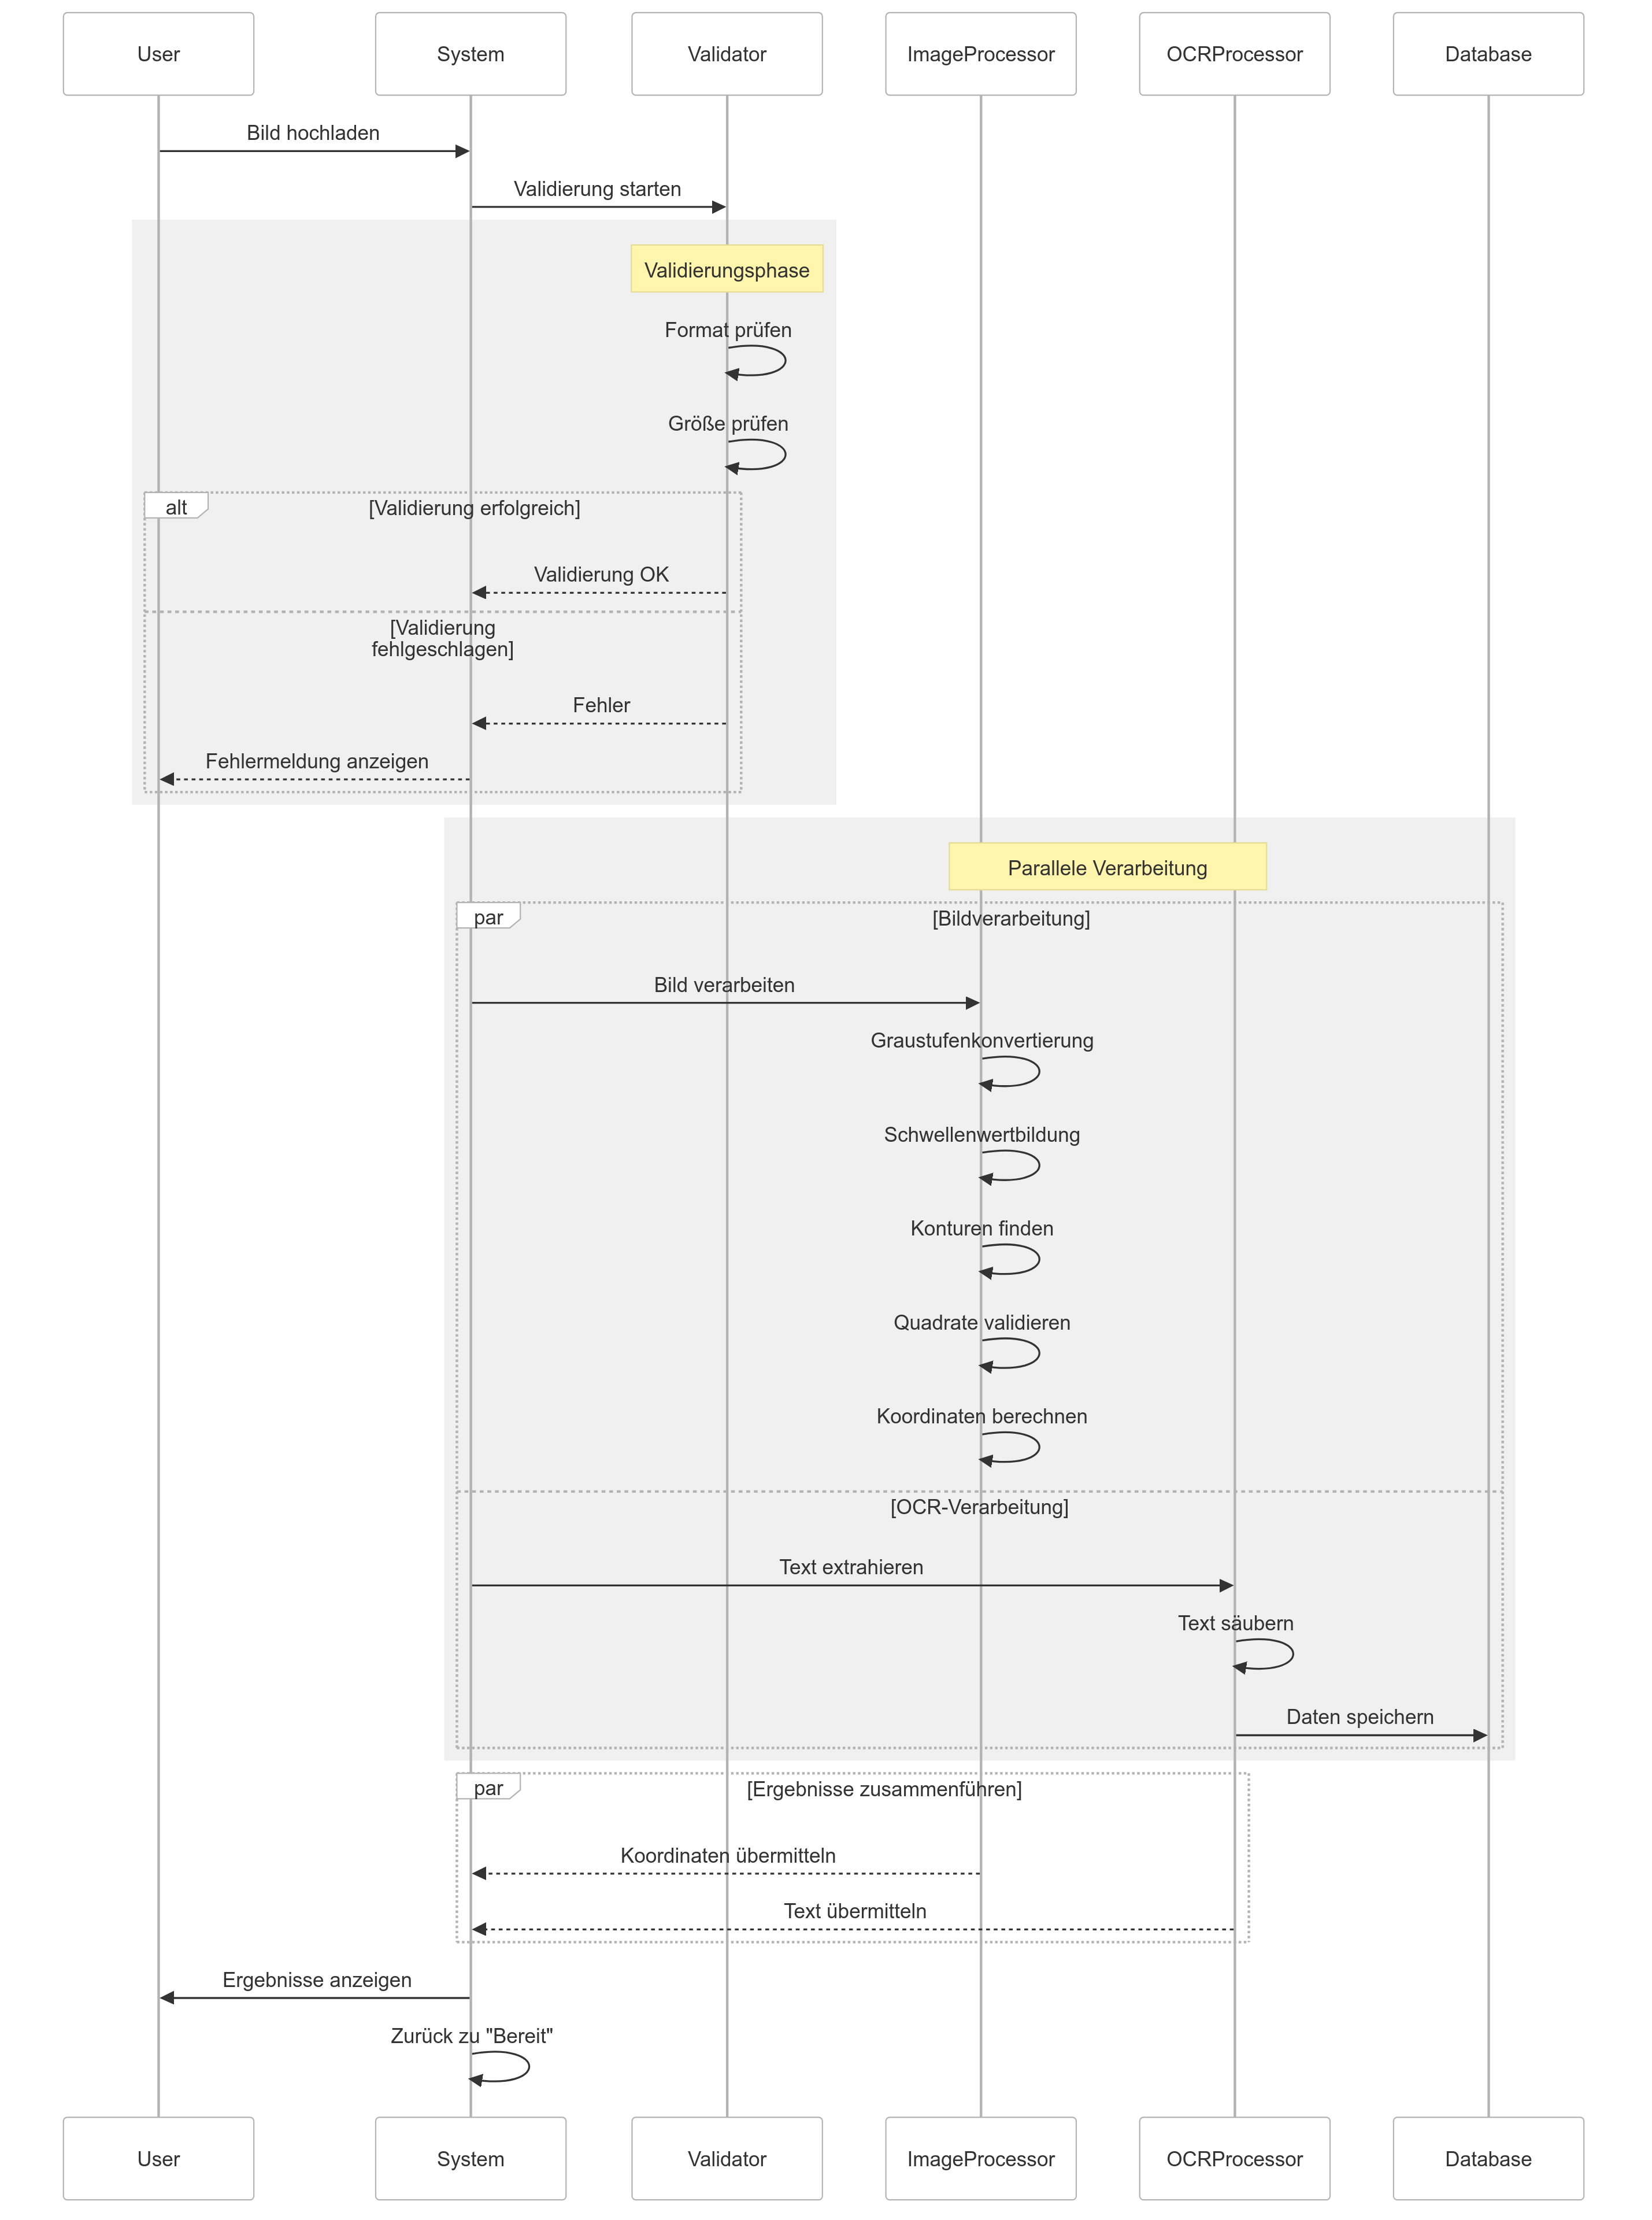 User
System
Validator
ImageProcessor
OCRProcessor
Database
Bild hochladen
Validierung starten
Validierungsphase
Format prüfen
Größe prüfen
alt
[Validierung erfolgreich]
Validierung OK
[Validierung
fehlgeschlagen]
Fehler
Fehlermeldung anzeigen
Parallele Verarbeitung
par
[Bildverarbeitung]
Bild verarbeiten
Graustufenkonvertierung
Schwellenwertbildung
Konturen finden
Quadrate validieren
Koordinaten berechnen
[OCR-Verarbeitung]
Text extrahieren
Text säubern
Daten speichern
par
[Ergebnisse zusammenführen]
Koordinaten übermitteln
Text übermitteln
Ergebnisse anzeigen
Zurück zu "Bereit"
User
System
Validator
ImageProcessor
OCRProcessor
Database